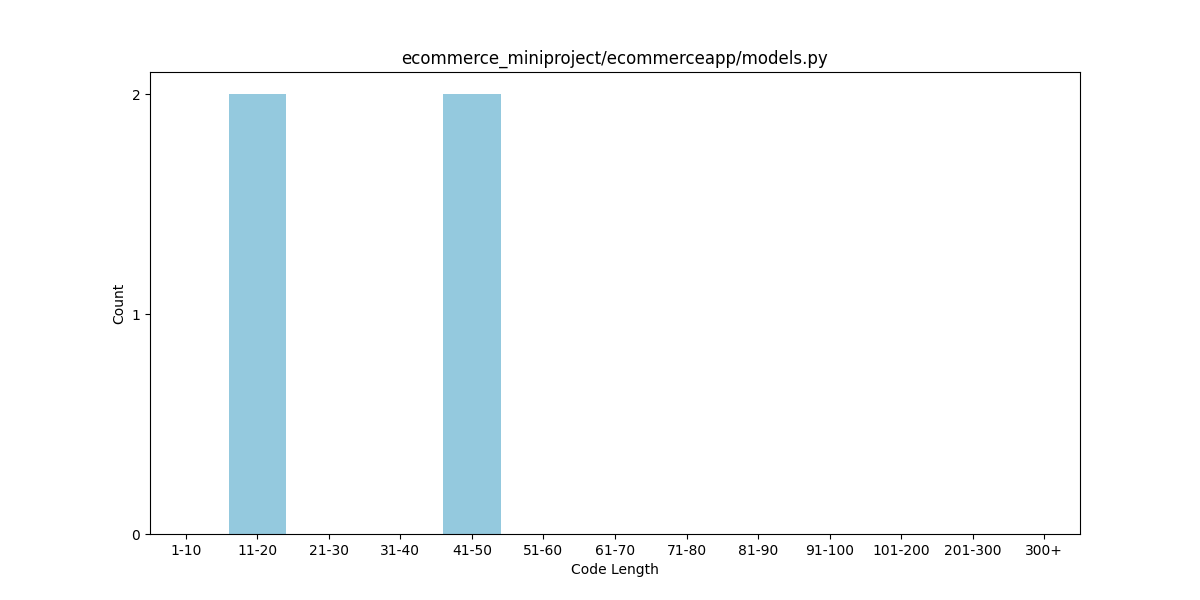 ecommerce_miniproject/ecommerceapp/models.py
2
1
0
Count
1-10 11-20 21-30 31-40 41-50 51-60 61-70 71-80 81-90 91-100 101-200 201-300 300+
Code Length